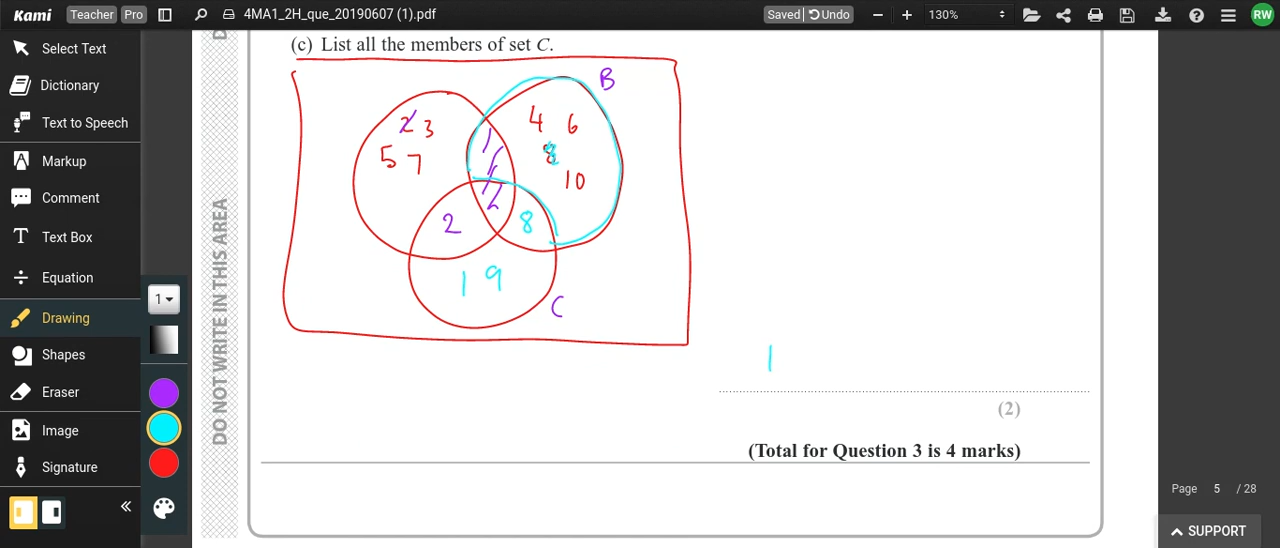 Kami Teacher Pro 4MA1_2H_que_20190607 (1).pdf Saved Undo 130% RW
Select Text
Dictionary
Text to Speech
Markup
Comment
Text Box
Equation
Drawing
Shapes
Eraser
Image
Signature
1
DO NOT WRITE IN THIS AREA
(c) List all the members of set C.
B
2 3 4 6
5 7 8
10
2 8
1 9
C
1
(2)
(Total for Question 3 is 4 marks)
Page 5 / 28
SUPPORT